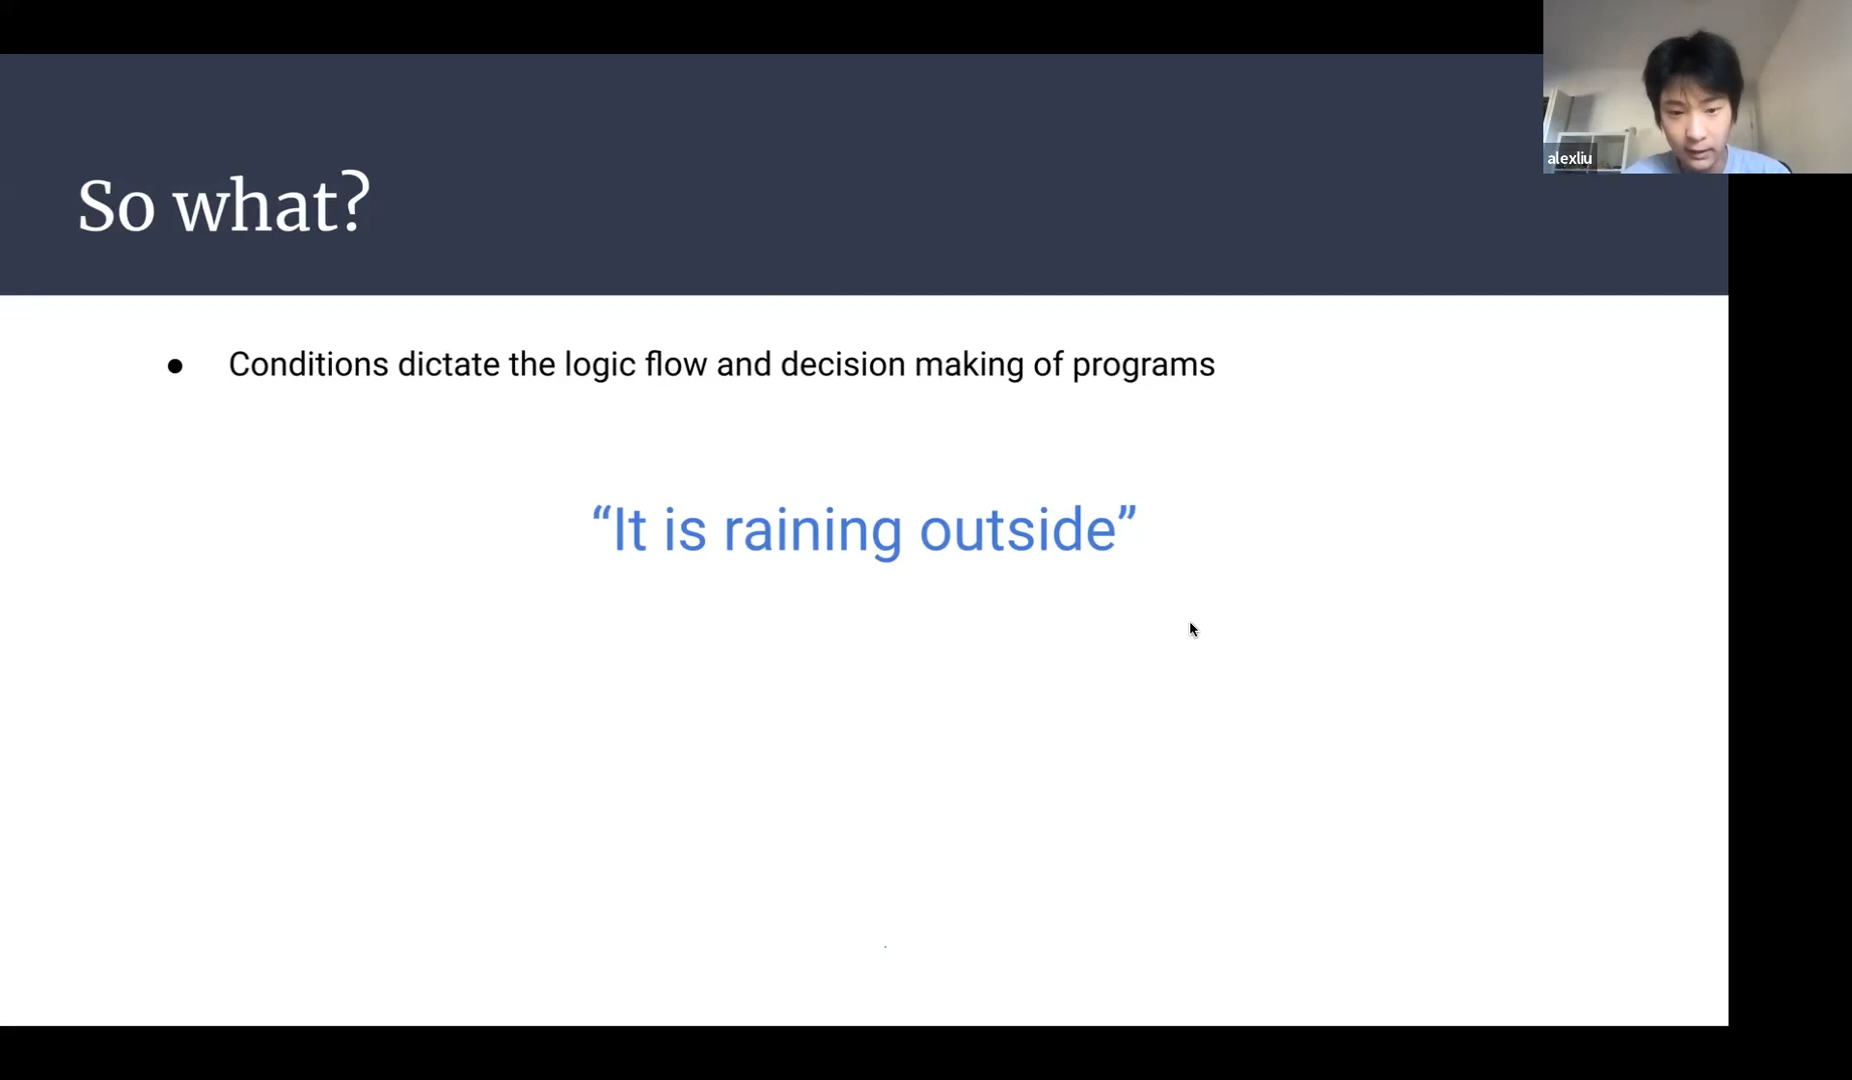 alexliu
So what?
● Conditions dictate the logic flow and decision making of programs
“It is raining outside”